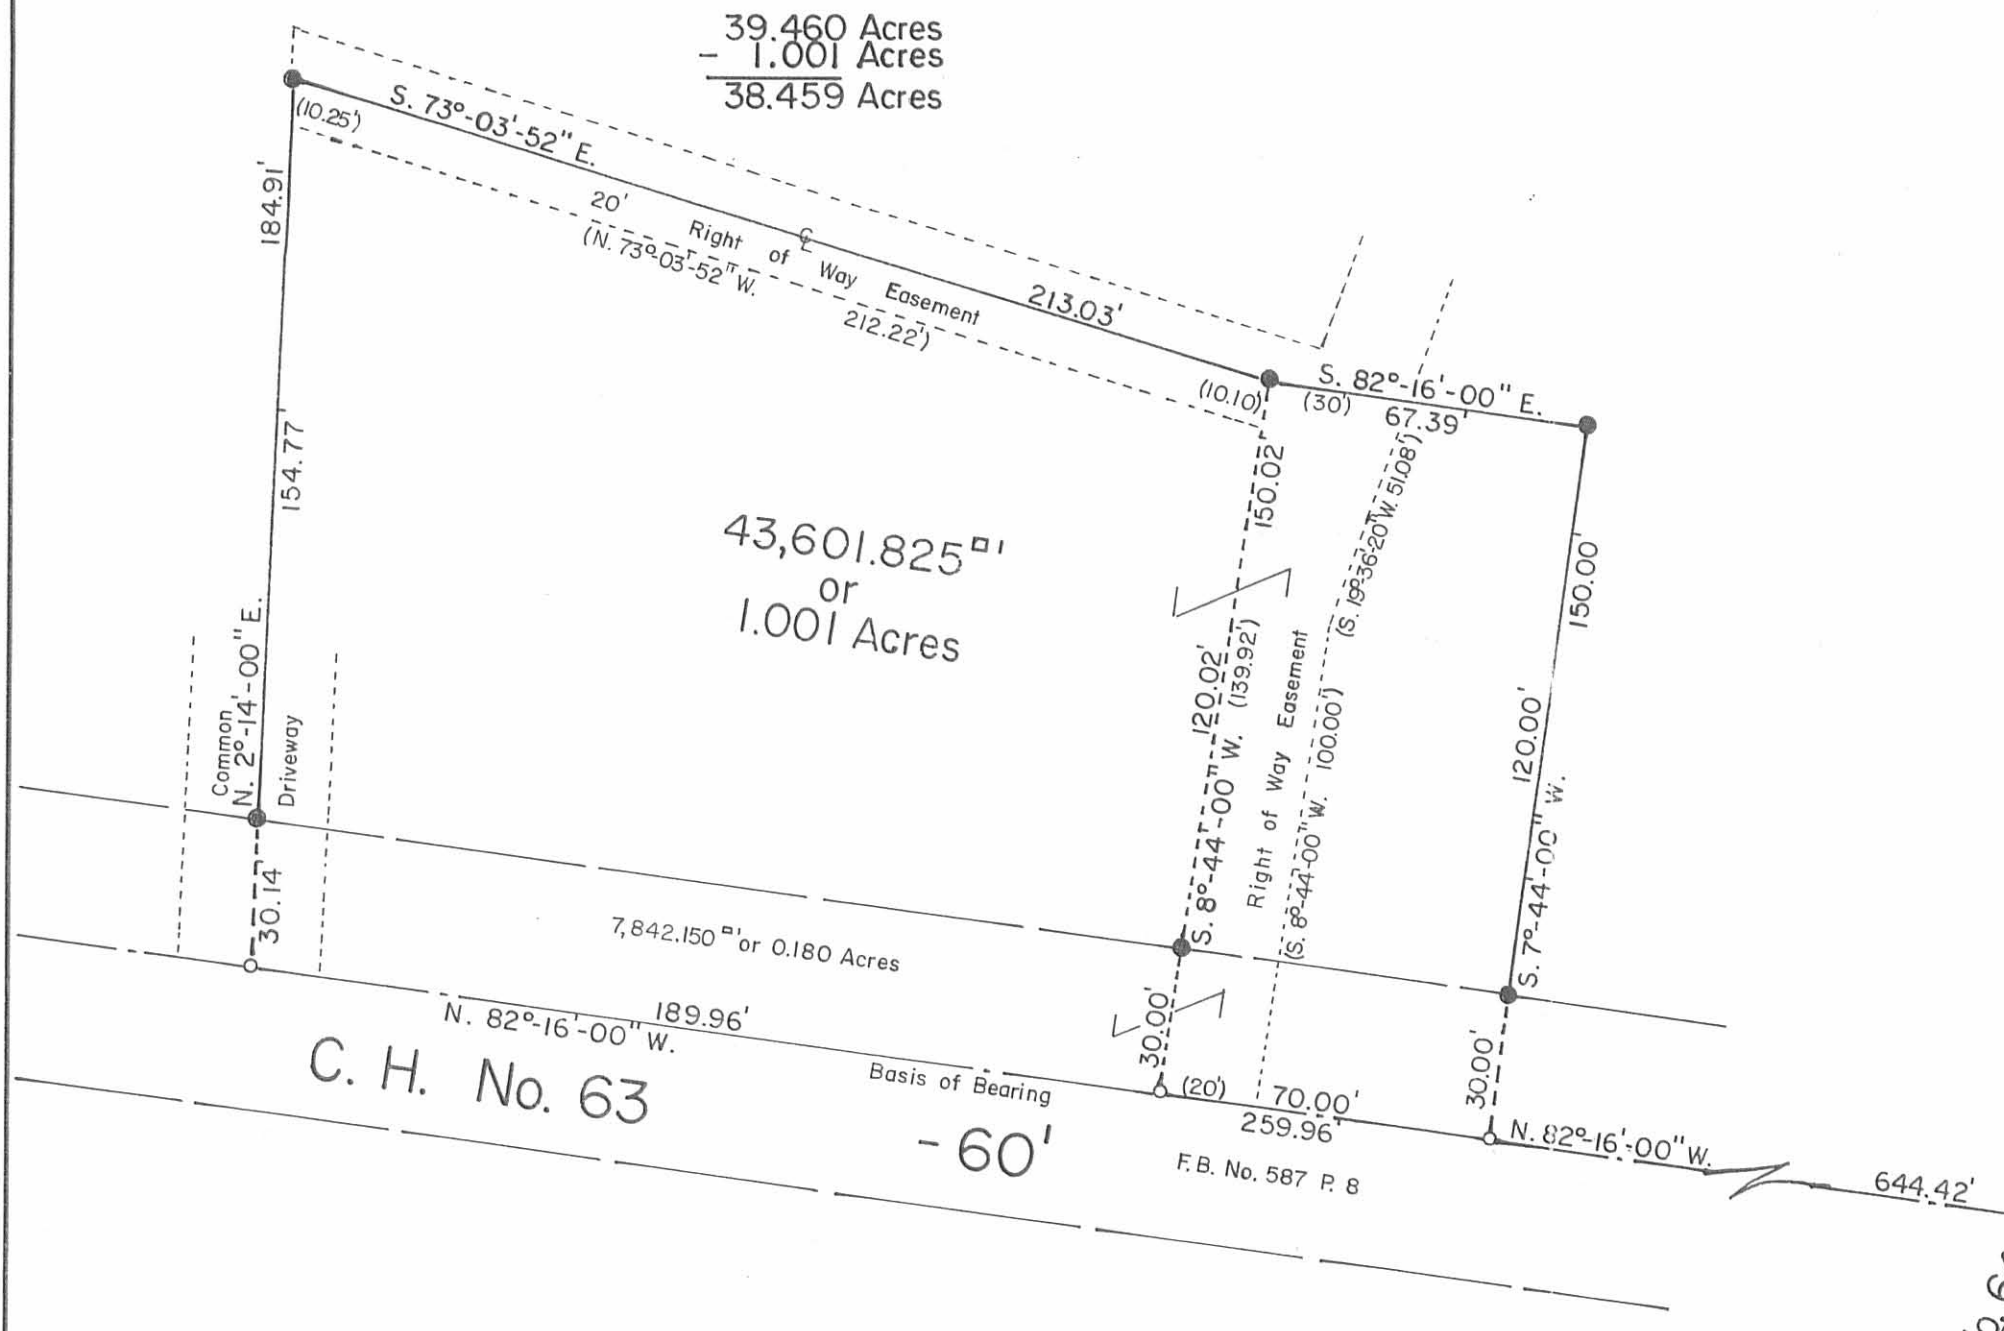 39.460 Acres
- 1.001 Acres
38.459 Acres
S. 73°-03'-52" E.
(10.25')
184.91'
20' Right of Way Easement
℄
(N. 73°-03'-52" W.
212.22')
213.03'
(10.10')
S. 82°-16'-00" E.
(30')
67.39'
154.77'
150.02'
(S. 19°-36'-20" W. 51.08')
43,601.825 □'
or
1.001 Acres
150.00'
N. 2°-14'-00" E.
Common
Driveway
120.02'
S. 8°-44'-00" W. (139.92')
Right of Way Easement
(S. 8°-44'-00" W. 100.00')
120.00'
S. 7°-44'-00" W.
30.14'
7,842.150 □' or 0.180 Acres
N. 82°-16'-00" W.
189.96'
30.00'
30.00'
C. H. No. 63
Basis of Bearing
(20')
70.00'
259.96'
N. 82°-16'-00" W.
- 60'
F.B. No. 587 P. 8
644.42'